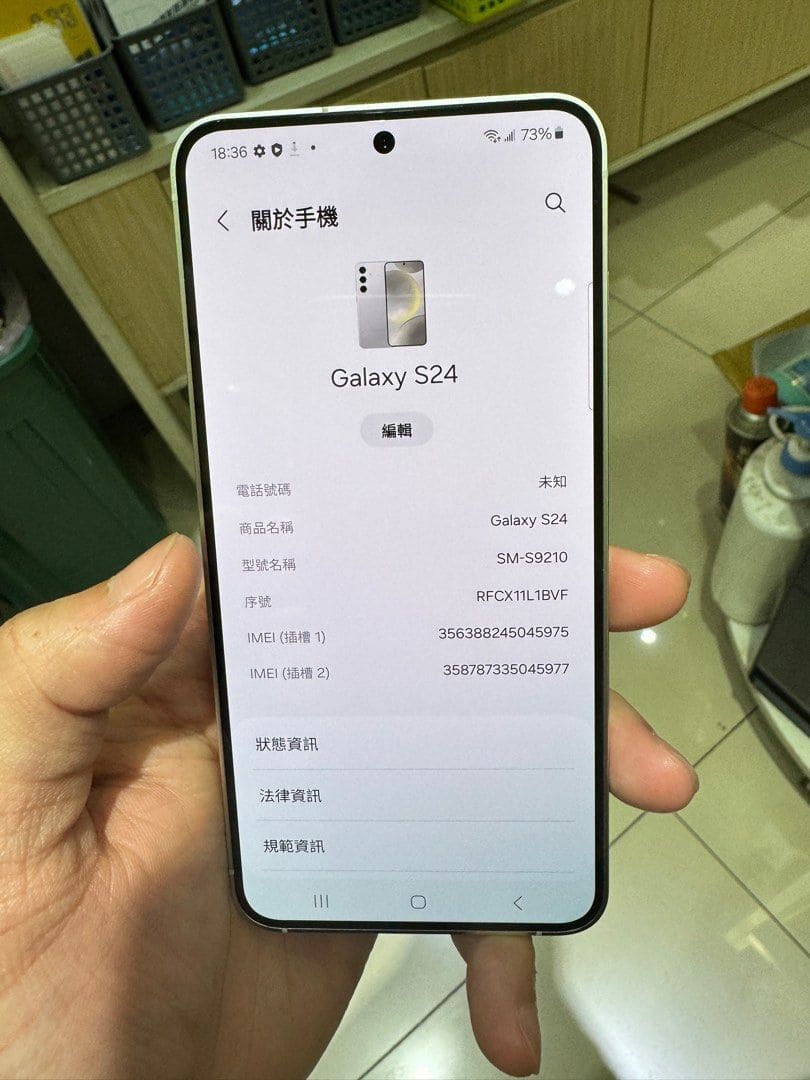 18:36
73%
關於手機
Galaxy S24
編輯
電話號碼 未知
商品名稱 Galaxy S24
型號名稱 SM-S9210
序號 RFCX11L1BVF
IMEI (插槽 1) 356388245045975
IMEI (插槽 2) 358787335045977
狀態資訊
法律資訊
規範資訊